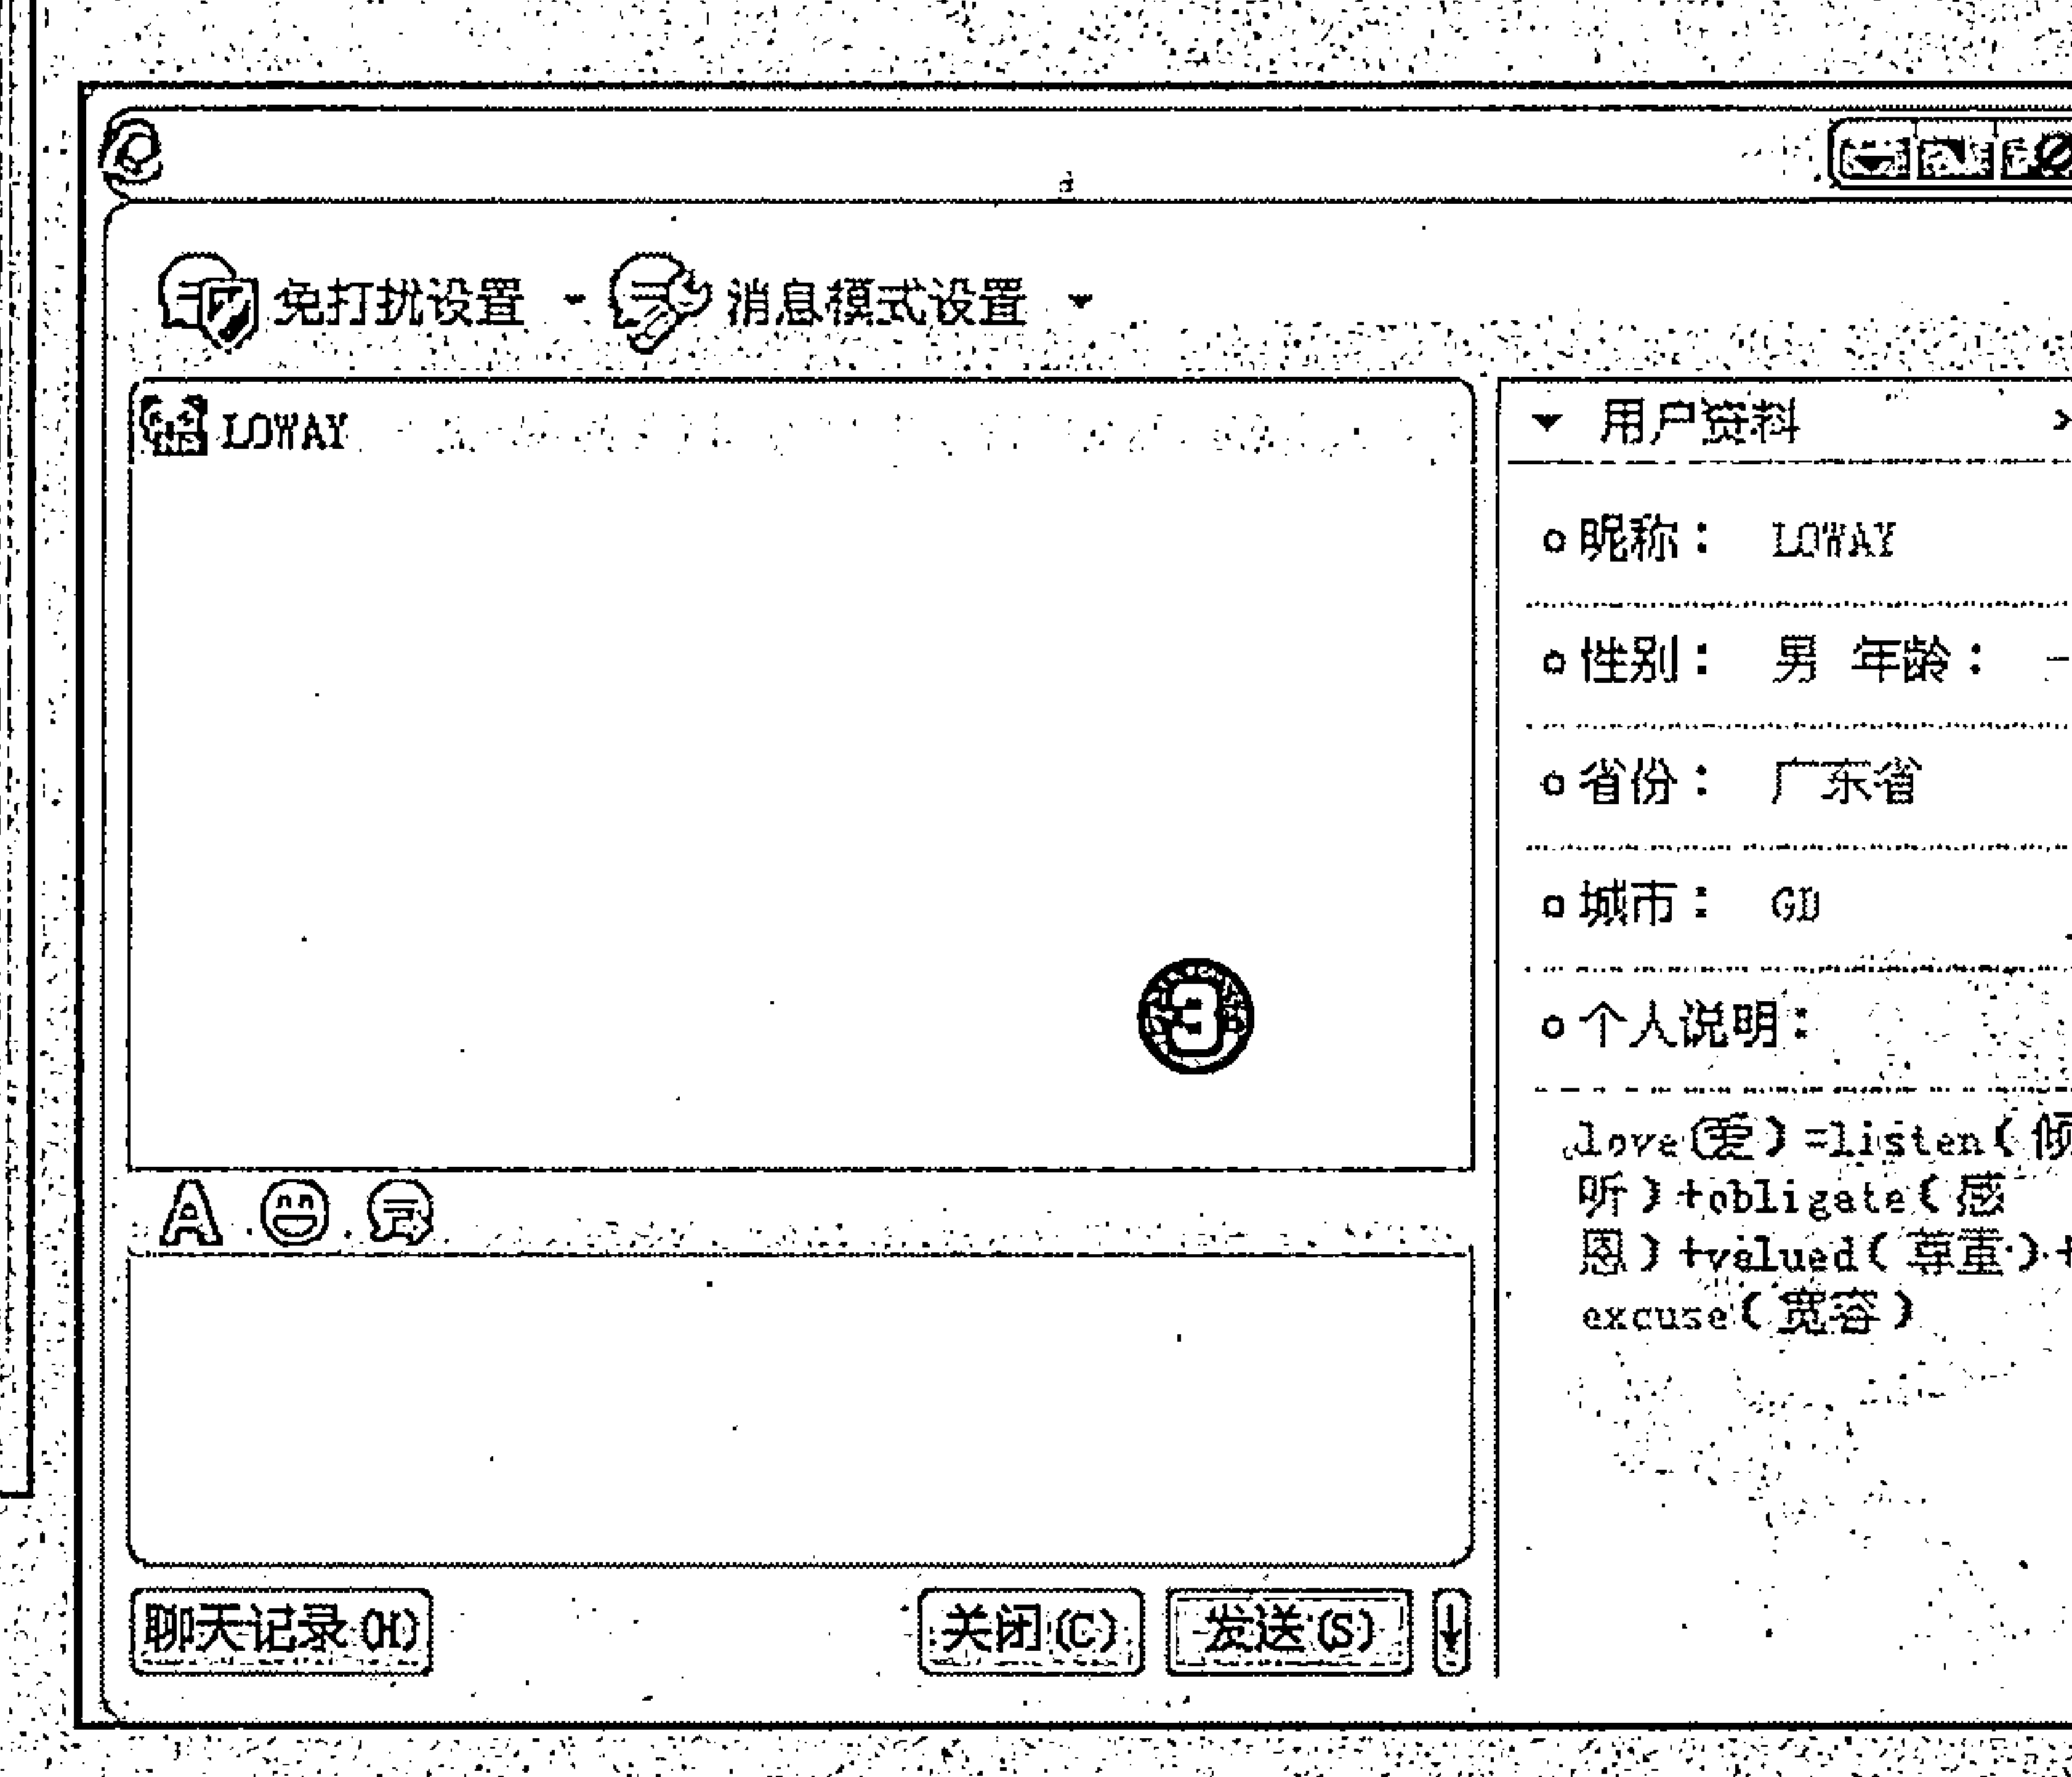 免打扰设置 消息模式设置
LOWAY
用户资料
昵称： LOWAY
性别： 男 年龄： -
省份： 广东省
城市： GD
个人说明：
love(爱)=listen(倾
听)+obligate(感
恩)+valued(尊重)+
excuse(宽容)
3
A
聊天记录(H) 关闭(C) 发送(S)